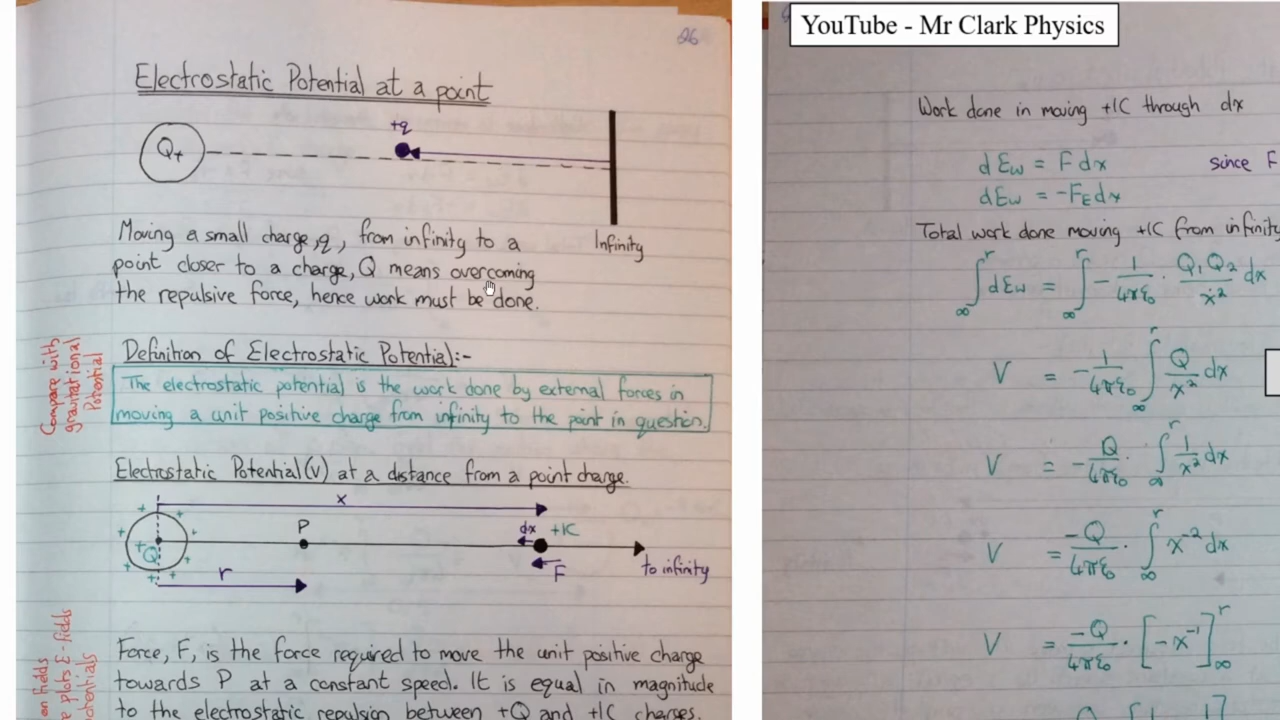 26
Electrostatic Potential at a point
+q
Q+
Moving a small charge, q, from infinity to a
Infinity
point closer to a charge, Q means overcoming
the repulsive force, hence work must be done.
Compare with
gravitational
Potential
Definition of Electrostatic Potential:-
The electrostatic potential is the work done by external forces in
moving a unit positive charge from infinity to the point in question.
Electrostatic Potential (V) at a distance from a point charge.
x
P
dx +1C
Q
F
to infinity
r
on fields
plots E-fields
potentials
Force, F, is the force required to move the unit positive charge
towards P at a constant speed. It is equal in magnitude
to the electrostatic repulsion between +Q and +1C charges.
YouTube - Mr Clark Physics
Work done in moving +1C through dx
dEw = F dx since F
dEw = -FE dx
Total work done moving +1C from infinity
∫∞^r dEw = ∫∞^r - 1/4πε₀ · Q₁Q₂/x² dx
V = - 1/4πε₀ ∫∞^r Q/x² dx
V = - Q/4πε₀ · ∫∞^r 1/x² dx
V = -Q/4πε₀ · ∫∞^r x⁻² dx
V = -Q/4πε₀ · [-x⁻¹]∞^r